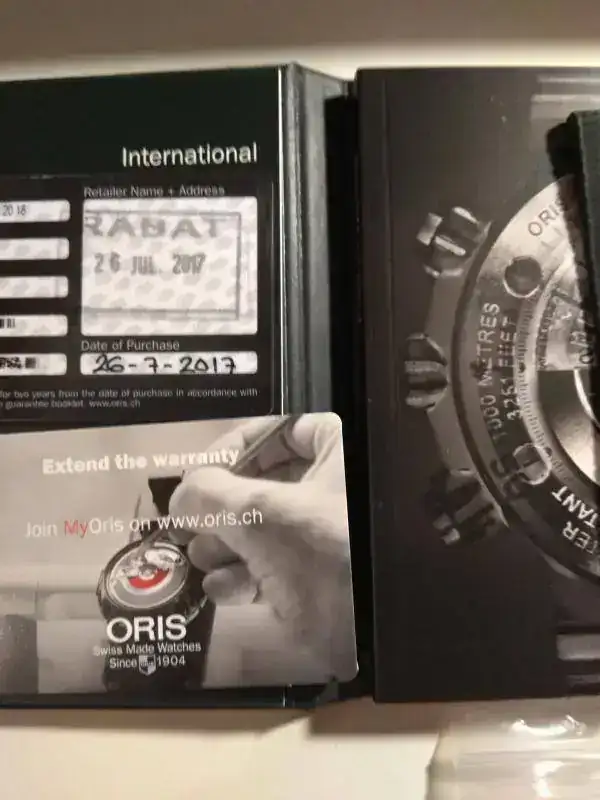 International
Retailer Name + Address
2018
RABAT
26 JUL. 2017
Date of Purchase
26-7-2017
for two years from the date of purchase in accordance with
guarantee booklet. www.oris.ch
Extend the warranty
Join MyOris on www.oris.ch
ORIS
Swiss Made Watches
Since 1904
ORIS
1000 METRES
3251 FEET